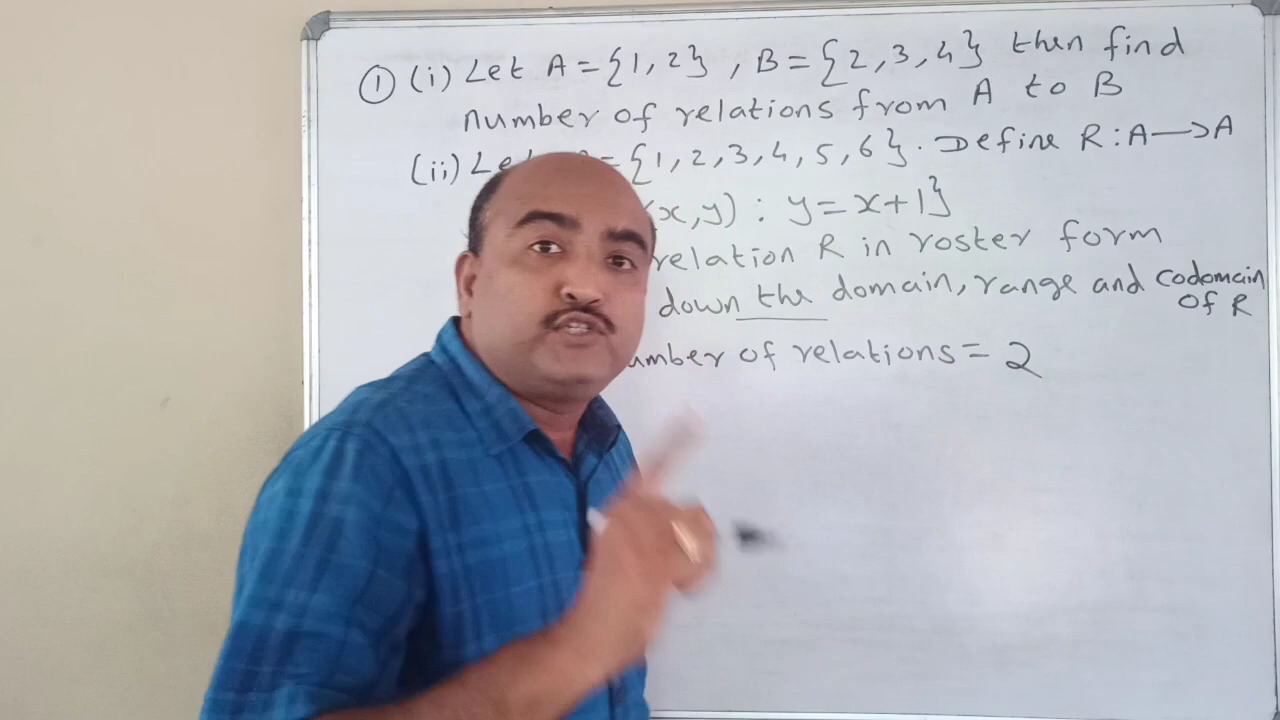 ① (i) Let A = {1, 2} , B = {2, 3, 4} then find
number of relations from A to B
(ii) Let = {1, 2, 3, 4, 5, 6} . Define R : A → A
(x, y) : y = x + 1}
relation R in roster form
down the domain, range and codomain
of R
umber of relations = 2